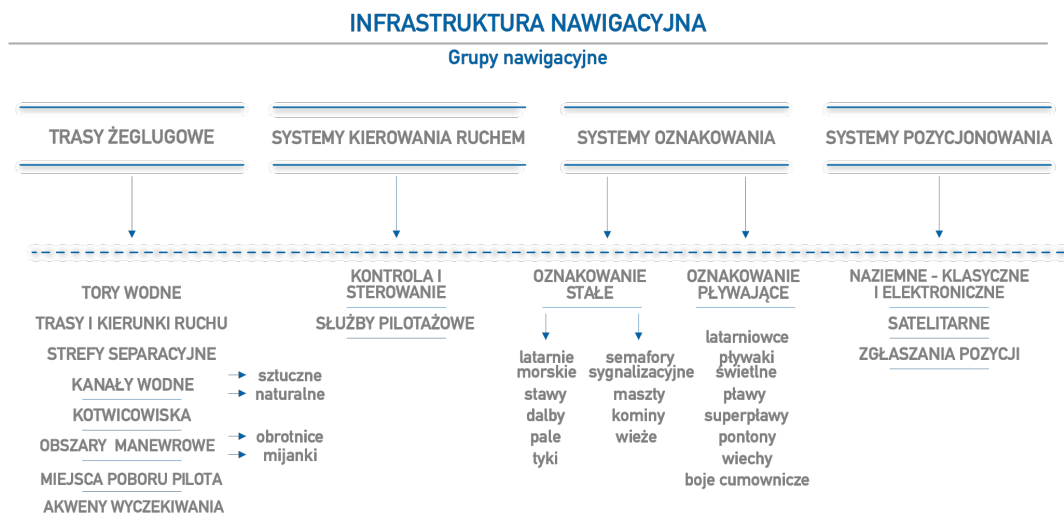 INFRASTRUKTURA NAWIGACYJNA
Grupy nawigacyjne
TRASY ŻEGLUGOWE
SYSTEMY KIEROWANIA RUCHEM
SYSTEMY OZNAKOWANIA
SYSTEMY POZYCJONOWANIA
TORY WODNE
TRASY I KIERUNKI RUCHU
STREFY SEPARACYJNE
KANAŁY WODNE
sztuczne
naturalne
KOTWICOWISKA
OBSZARY MANEWROWE
obrotnice
mijanki
MIEJSCA POBORU PILOTA
AKWENY WYCZEKIWANIA
KONTROLA I
STEROWANIE
SŁUŻBY PILOTAŻOWE
OZNAKOWANIE
STAŁE
latarnie
morskie
stawy
dalby
pale
tyki
semafory
sygnalizacyjne
maszty
kominy
wieże
OZNAKOWANIE
PŁYWAJĄCE
latarniowce
pływaki
świetlne
pławy
superpławy
pontony
wiechy
boje cumownicze
NAZIEMNE - KLASYCZNE
I ELEKTRONICZNE
SATELITARNE
ZGŁASZANIA POZYCJI